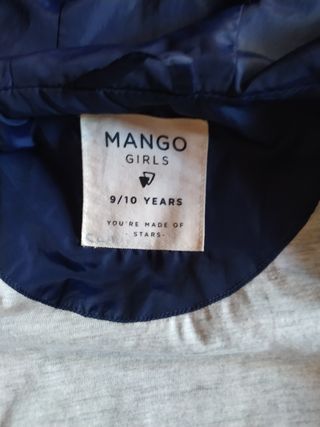 MANGO
GIRLS
9/10 YEARS
YOU'RE MADE OF
- STARS-